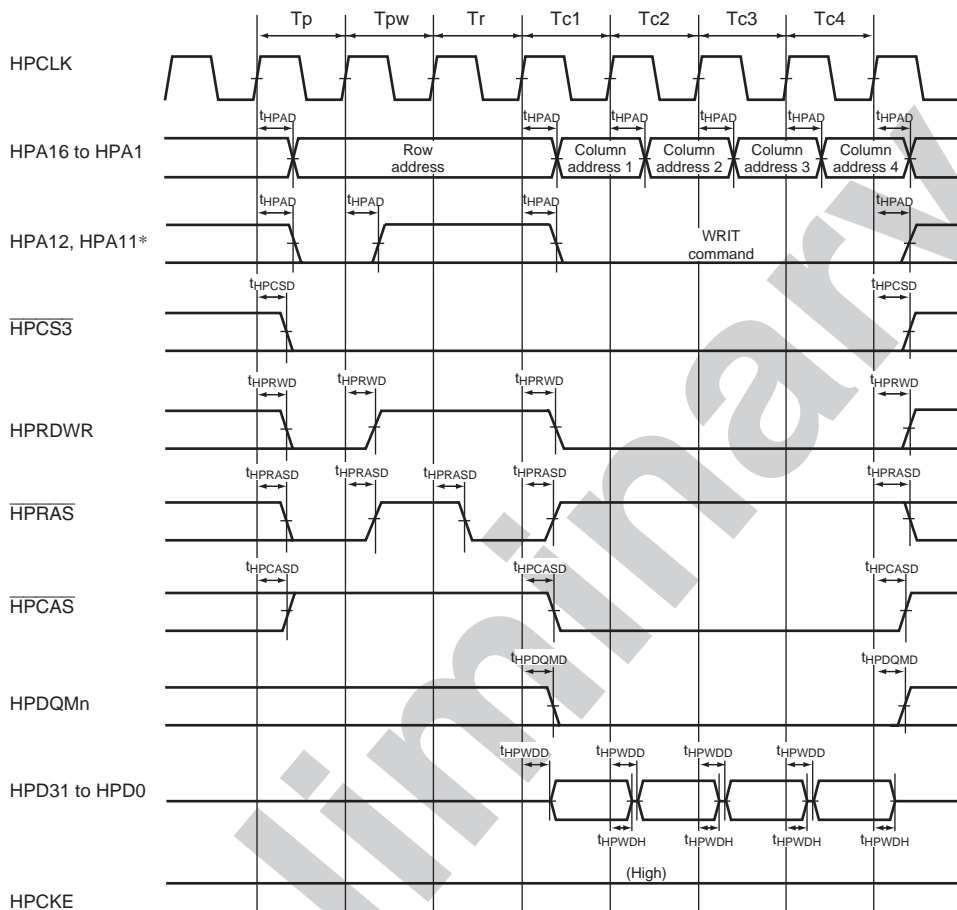 Tp Tpw Tr Tc1 Tc2 Tc3 Tc4
HPCLK
tHPAD tHPAD tHPAD tHPAD tHPAD tHPAD
HPA16 to HPA1
Row address
Column address 1
Column address 2
Column address 3
Column address 4
tHPAD tHPAD tHPAD tHPAD
HPA12, HPA11*
WRIT command
tHPCSD tHPCSD
HPCS3
tHPRWD tHPRWD tHPRWD tHPRWD
HPRDWR
tHPRASD tHPRASD tHPRASD tHPRASD tHPRASD
HPRAS
tHPCASD tHPCASD tHPCASD
HPCAS
tHPDQMD tHPDQMD
HPDQMn
tHPWDD tHPWDD tHPWDD tHPWDD
HPD31 to HPD0
tHPWDH tHPWDH tHPWDH tHPWDH
(High)
HPCKE
liminary